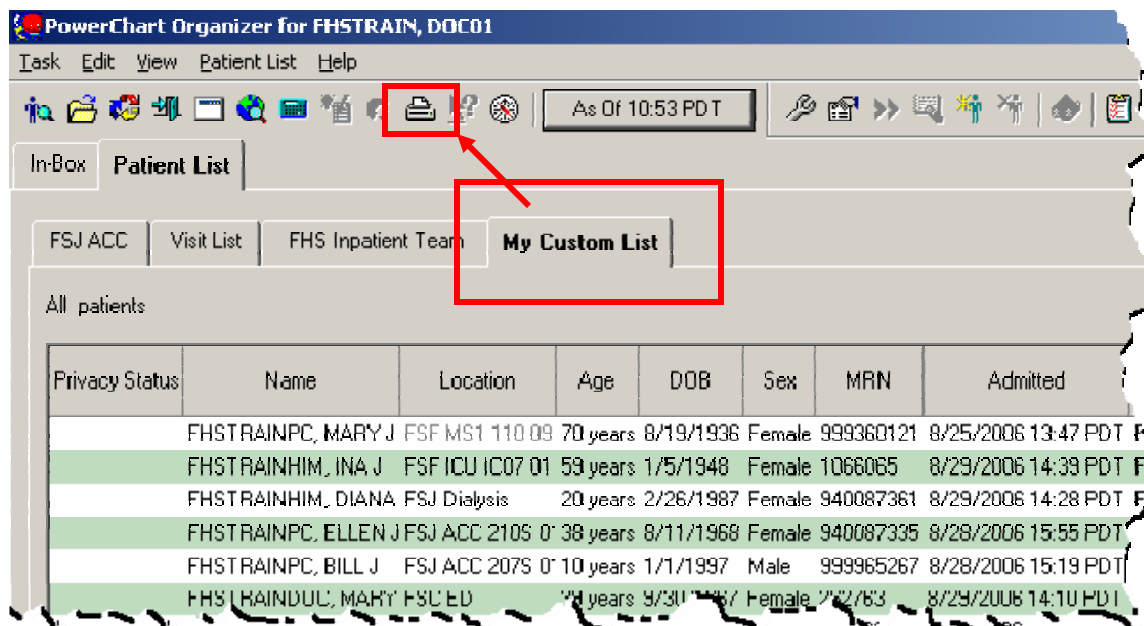 PowerChart Organizer for FHSTRAIN, DOC01
Task Edit View Patient List Help
As Of 10:53 PDT
In-Box Patient List
FSJ ACC Visit List FHS Inpatient Team My Custom List
All patients
Privacy Status Name Location Age DOB Sex MRN Admitted
FHSTRAINPC, MARY J FSF MS1 110 09 70 years 8/19/1936 Female 999360121 8/25/2006 13:47 PDT F
FHSTRAINHIM, INA J FSF ICU IC07 01 59 years 1/5/1948 Female 1066065 8/29/2006 14:39 PDT F
FHSTRAINHIM, DIANA FSJ Dialysis 20 years 2/26/1987 Female 940087361 8/29/2006 14:28 PDT F
FHSTRAINPC, ELLEN J FSJ ACC 210S 38 years 8/11/1968 Female 940087335 8/28/2006 15:55 PDT
FHSTRAINPC, BILL J FSJ ACC 207S 10 years 1/1/1997 Male 999965267 8/28/2006 15:19 PDT
FHSTRAINDOC, MARY FSC ED years Female 8/29/2006 14:10 PDT